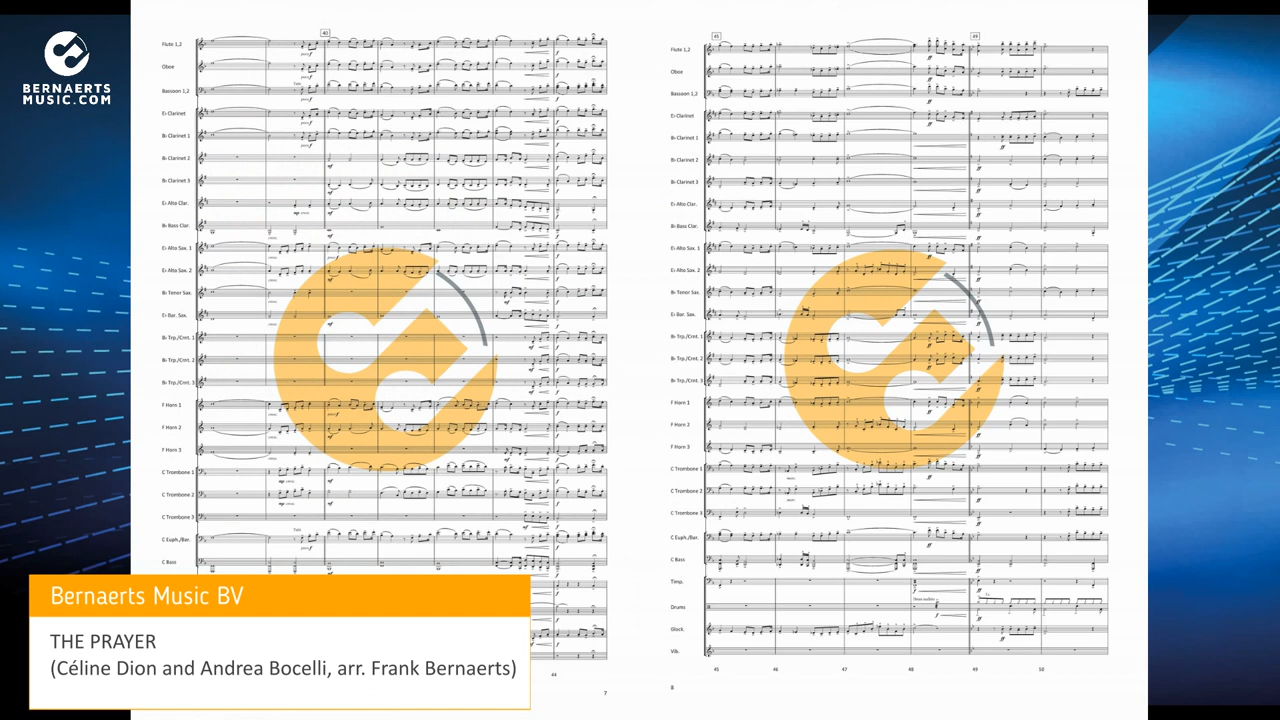 BERNAERTS
MUSIC.COM
40
Flute 1,2
Oboe
Bassoon 1,2
E♭ Clarinet
B♭ Clarinet 1
B♭ Clarinet 2
B♭ Clarinet 3
E♭ Alto Clar.
B♭ Bass Clar.
E♭ Alto Sax. 1
E♭ Alto Sax. 2
B♭ Tenor Sax.
E♭ Bar. Sax.
B♭ Trp./Crnt. 1
B♭ Trp./Crnt. 2
B♭ Trp./Crnt. 3
F Horn 1
F Horn 2
F Horn 3
C Trombone 1
C Trombone 2
C Trombone 3
C Euph./Bar.
C Bass
44
7
45
49
Flute 1,2
Oboe
Bassoon 1,2
E♭ Clarinet
B♭ Clarinet 1
B♭ Clarinet 2
B♭ Clarinet 3
E♭ Alto Clar.
B♭ Bass Clar.
E♭ Alto Sax. 1
E♭ Alto Sax. 2
B♭ Tenor Sax.
E♭ Bar. Sax.
B♭ Trp./Crnt. 1
B♭ Trp./Crnt. 2
B♭ Trp./Crnt. 3
F Horn 1
F Horn 2
F Horn 3
C Trombone 1
C Trombone 2
C Trombone 3
C Euph./Bar.
C Bass
Timp.
Drums
Glock.
Vib.
45 46 47 48 49 50
8
Bernaerts Music BV
THE PRAYER
(Céline Dion and Andrea Bocelli, arr. Frank Bernaerts)